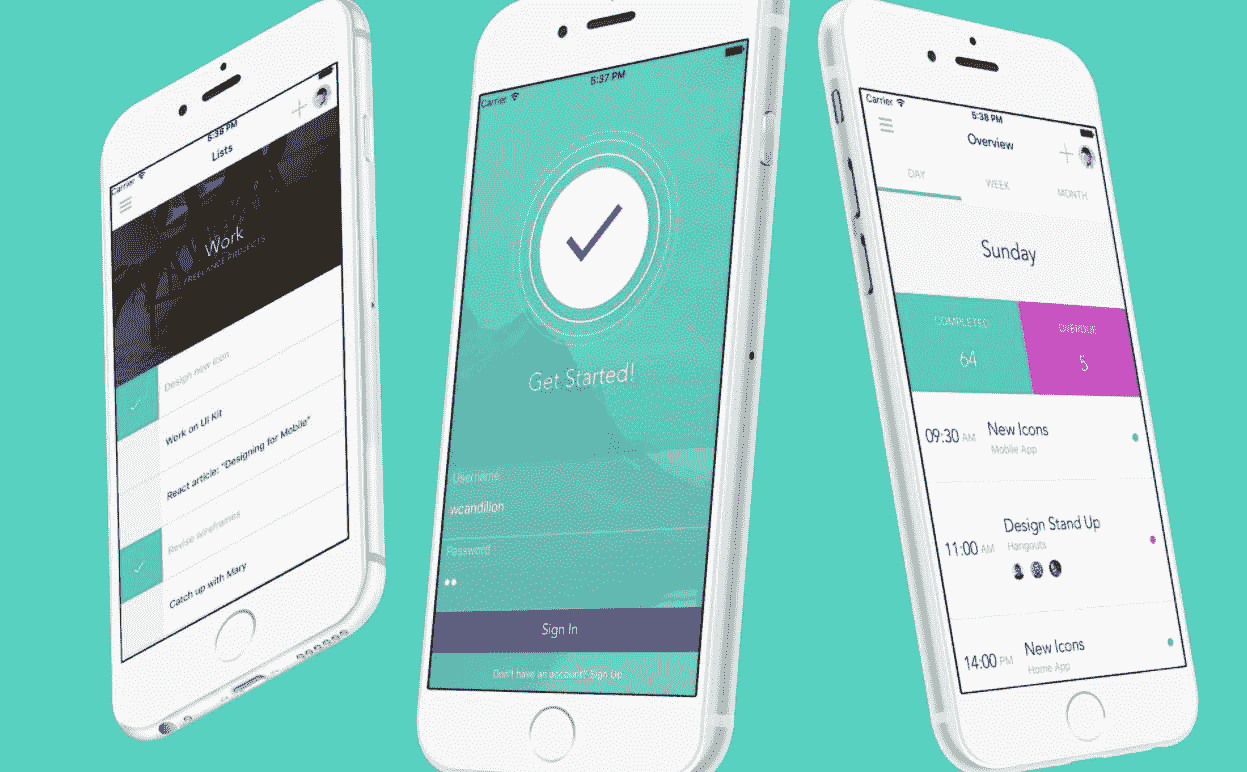 5:38 PM
Carrier
Lists
Work
FREELANCE PROJECTS
Design new icon
Work on UI Kit
React article: "Designing for Mobile"
Revise wireframes
Catch up with Mary
Carrier
5:37 PM
Get Started!
Username
wcandillon
Password
Sign In
Don't have an account? Sign Up
Carrier
5:38 PM
Overview
DAY
WEEK
MONTH
Sunday
COMPLETED
64
OVERDUE
5
09:30 AM
New Icons
Mobile App
11:00 AM
Design Stand Up
Hangouts
14:00 PM
New Icons
Home App